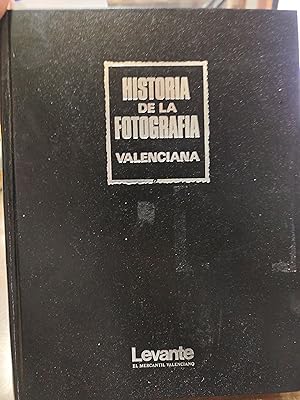 HISTORIA
DE LA
FOTOGRAFIA
VALENCIANA
Levante
EL MERCANTIL VALENCIANO